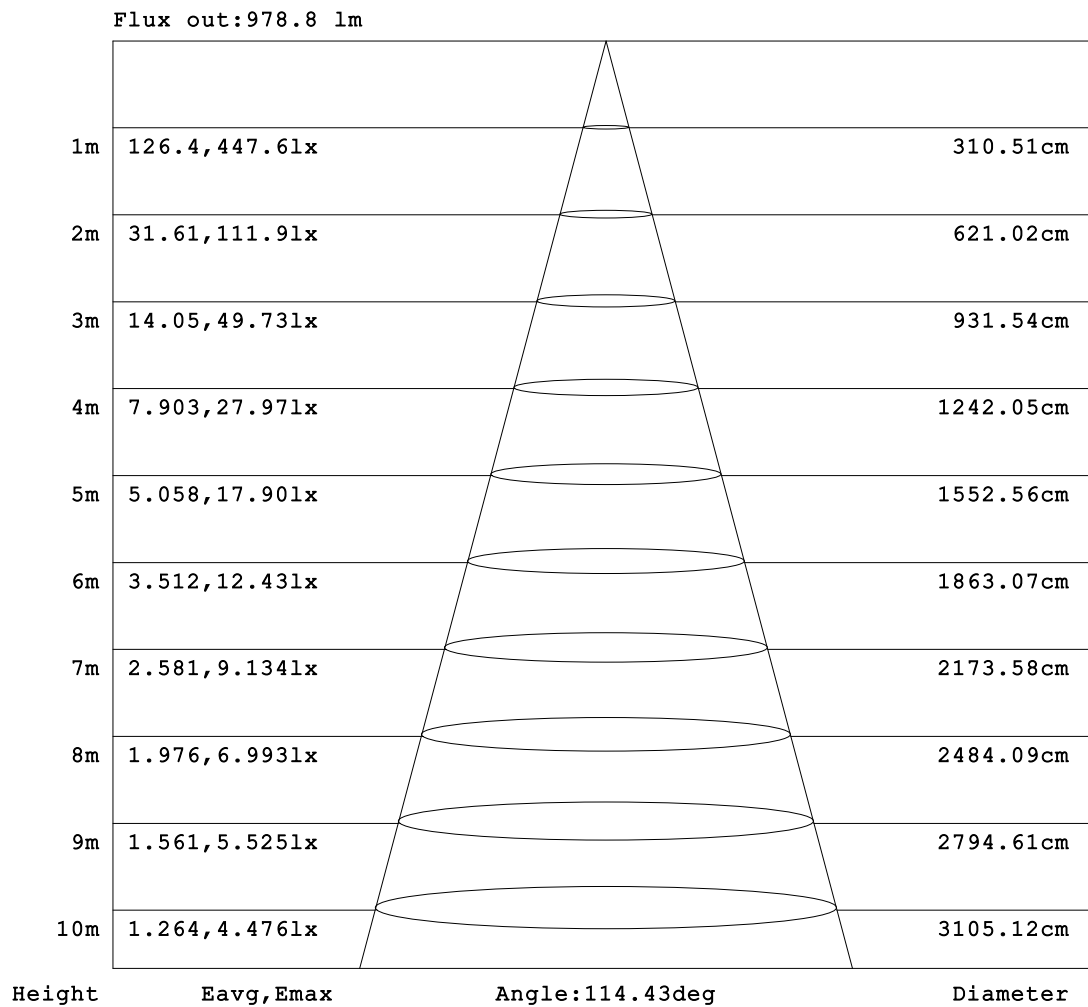 Flux out:978.8 lm
1m 126.4,447.6lx 310.51cm
2m 31.61,111.9lx 621.02cm
3m 14.05,49.73lx 931.54cm
4m 7.903,27.97lx 1242.05cm
5m 5.058,17.90lx 1552.56cm
6m 3.512,12.43lx 1863.07cm
7m 2.581,9.134lx 2173.58cm
8m 1.976,6.993lx 2484.09cm
9m 1.561,5.525lx 2794.61cm
10m 1.264,4.476lx 3105.12cm
Height Eavg,Emax Angle:114.43deg Diameter